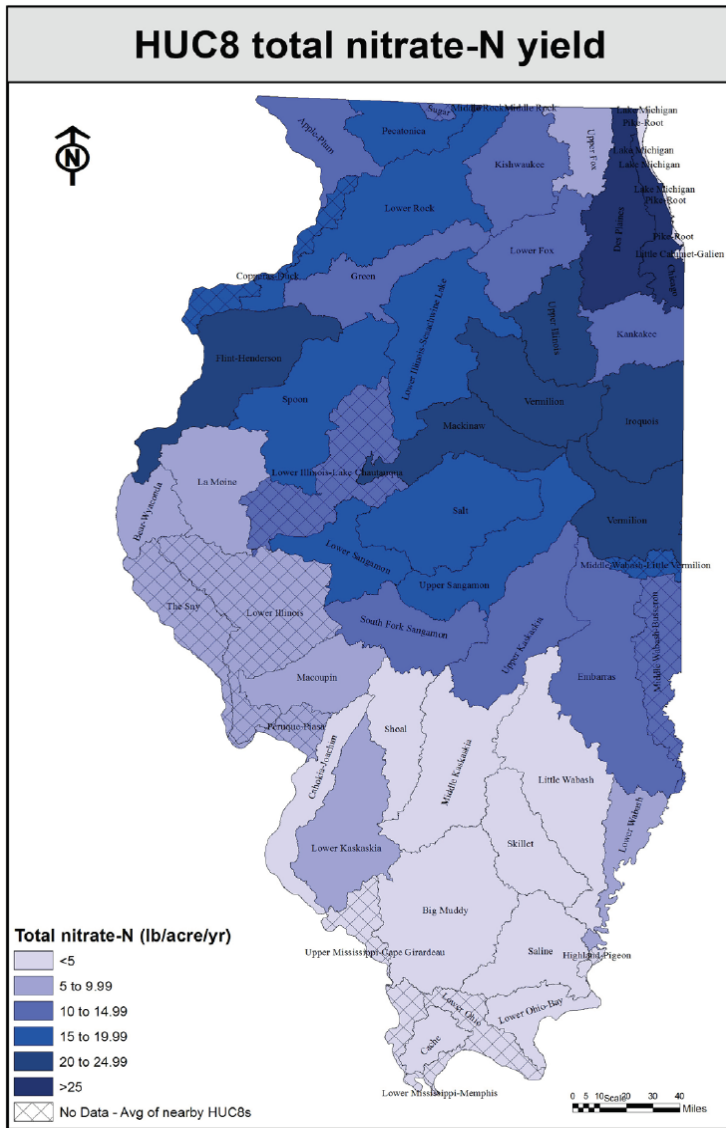 HUC8 total nitrate-N yield
N
Apple-Plum
Pecatonica
Sugar
Middle Rock
Middle Rock
Kishwaukee
Upper Fox
Lake Michigan
Pike-Root
Lake Michigan
Lake Michigan
Lake Michigan
Pike-Root
Pike-Root
Little Calumet-Galien
Des Plaines
Chicago
Lower Rock
Lower Fox
Copperas-Duck
Green
Lower Illinois-Senachwine Lake
Upper Illinois
Kankakee
Flint-Henderson
Spoon
Vermilion
Iroquois
Mackinaw
La Moine
Lower Illinois-Lake Chautauqua
Bear-Wyaconda
Salt
Vermilion
Lower Sangamon
Upper Sangamon
Middle Wabash-Little Vermilion
The Sny
Lower Illinois
South Fork Sangamon
Upper Kaskaskia
Embarras
Middle Wabash-Busseron
Macoupin
Peruque-Piasa
Cahokia-Joachim
Shoal
Middle Kaskaskia
Little Wabash
Lower Wabash
Lower Kaskaskia
Skillet
Big Muddy
Upper Mississippi-Cape Girardeau
Saline
Highland-Pigeon
Lower Ohio
Lower Ohio-Bay
Cache
Lower Mississippi-Memphis
Total nitrate-N (lb/acre/yr)
<5
5 to 9.99
10 to 14.99
15 to 19.99
20 to 24.99
>25
No Data - Avg of nearby HUC8s
Scale
0 5 10 20 30 40
Miles